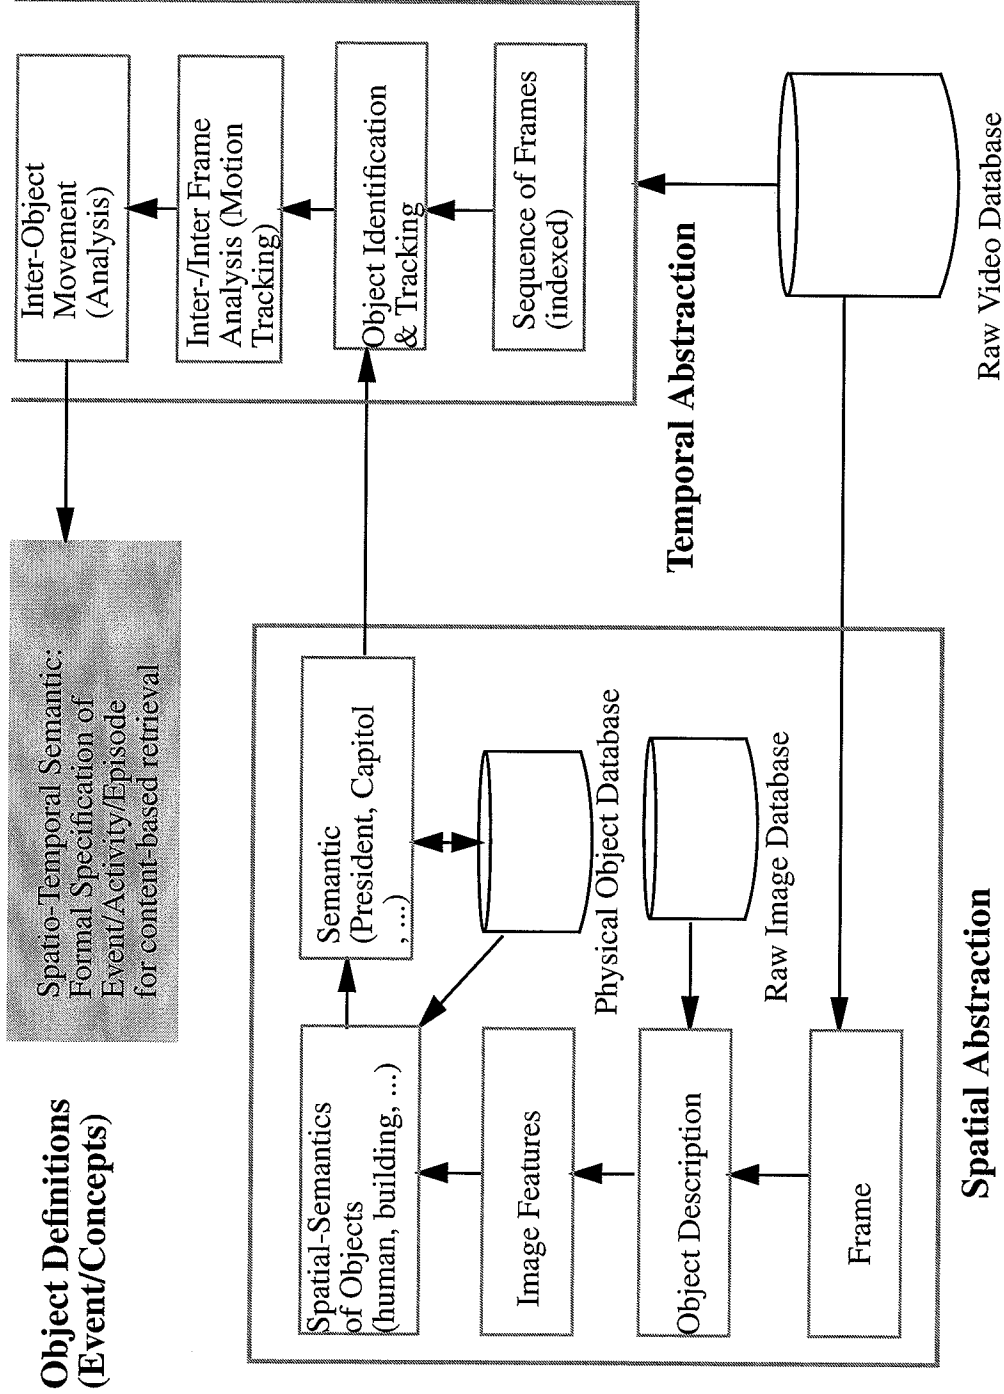 Object Definitions
(Event/Concepts)
Spatio-Temporal Semantic:
Formal Specification of
Event/Activity/Episode
for content-based retrieval
Inter-Object
Movement
(Analysis)
Inter-/Inter Frame
Analysis (Motion
Tracking)
Object Identification
& Tracking
Sequence of Frames
(indexed)
Temporal Abstraction
Raw Video Database
Spatial-Semantics
of Objects
(human, building, ...)
Semantic
(President, Capitol
, ...)
Image Features
Physical Object Database
Object Description
Raw Image Database
Frame
Spatial Abstraction